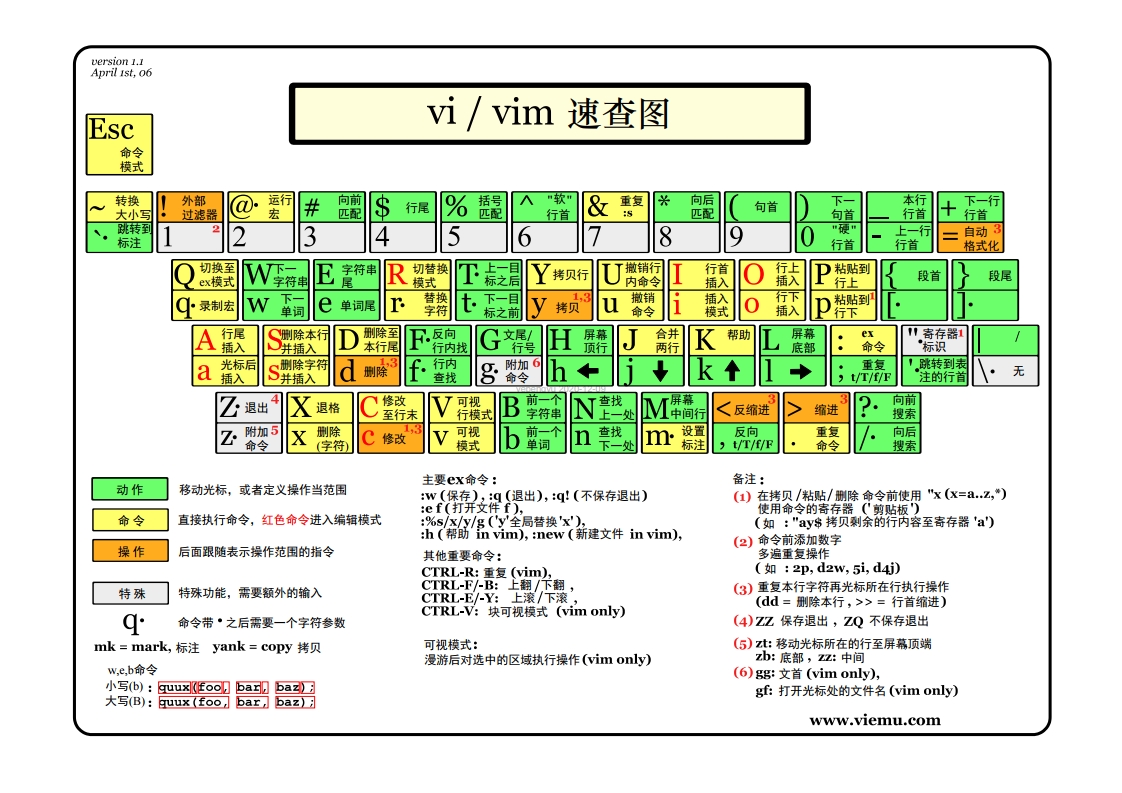 version 1.1
April 1st, 06
vi / vim 速查图
Esc 命令
模式
~ 转换
大小写
! 外部
过滤器
@· 运行
宏
# 向前
匹配
$ 行尾
% 括号
匹配
^ "软"
行首
& 重复
:s
* 向后
匹配
( 句首
) 下一
句首
_ 本行
行首
+ 下一行
行首
`· 跳转到
标注
1 2
2
3
4
5
6
7
8
9
0 "硬"
行首
- 上一行
行首
= 自动 3
格式化
Q 切换至
ex模式
W 下一
字符串
E 字符串
尾
R 切替换
模式
T· 上一目
标之后
Y 拷贝行
U 撤销行
内命令
I 行首
插入
O 行上
插入
P 粘贴到
行上
{ 段首
} 段尾
q· 录制宏
w 下一
单词
e 单词尾
r· 替换
字符
t· 下一目
标之前
y 拷贝 1,3
u 撤销
命令
i 插入
模式
o 行下
插入
p 粘贴到 1
行下
[·
]·
A 行尾
插入
S 删除本行
并插入
D 删除至
本行尾
F· 反向
行内找
G 文尾/
行号
H 屏幕
顶行
J 合并
两行
K 帮助
L 屏幕
底部
: ex
命令
"· 寄存器 1
标识
| /
a 光标后
插入
s 删除字符
并插入
d 删除 1,3
f· 行内
查找
g· 附加 6
命令
h ←
j ↓
k ↑
l →
; 重复
t/T/f/F
'· 跳转到表
注的行首
\· 无
Z· 退出 4
X 退格
C 修改
至行末
V 可视
行模式
B 前一个
字符串
N 查找
上一处
M 屏幕
中间行
< 反缩进 3
> 缩进 3
?· 向前
搜索
z· 附加 5
命令
x 删除
(字符)
c 修改 1,3
v 可视
模式
b 前一个
单词
n 查找
下一处
m· 设置
标注
, 反向
t/T/f/F
. 重复
命令
/· 向后
搜索
动作 移动光标，或者定义操作当范围
命令 直接执行命令，红色命令进入编辑模式
操作 后面跟随表示操作范围的指令
特殊 特殊功能，需要额外的输入
q· 命令带 • 之后需要一个字符参数
mk = mark, 标注 yank = copy 拷贝
w,e,b命令
小写(b) : quux(foo, bar, baz);
大写(B) : quux(foo, bar, baz);
主要ex命令 :
:w ( 保存 ) , :q ( 退出 ), :q! ( 不保存退出 )
:e f ( 打开文件 f ),
:%s/x/y/g ('y'全局替换 'x'),
:h ( 帮助 in vim), :new ( 新建文件 in vim),
其他重要命令 :
CTRL-R: 重复 (vim),
CTRL-F/-B: 上翻 /下翻 ,
CTRL-E/-Y: 上滚 /下滚 ,
CTRL-V: 块可视模式 (vim only)
可视模式 :
漫游后对选中的区域执行操作 (vim only)
备注 :
(1) 在拷贝 /粘贴 /删除 命令前使用 "x (x=a..z,*)
使用命令的寄存器 ('剪贴板')
( 如 : "ay$ 拷贝剩余的行内容至寄存器 'a')
(2) 命令前添加数字
多遍重复操作
( 如 : 2p, d2w, 5i, d4j)
(3) 重复本行字符再光标所在行执行操作
(dd = 删除本行 , >> = 行首缩进 )
(4) ZZ 保存退出 , ZQ 不保存退出
(5) zt: 移动光标所在的行至屏幕顶端
zb: 底部 , zz: 中间
(6) gg: 文首 (vim only),
gf: 打开光标处的文件名 (vim only)
www.viemu.com